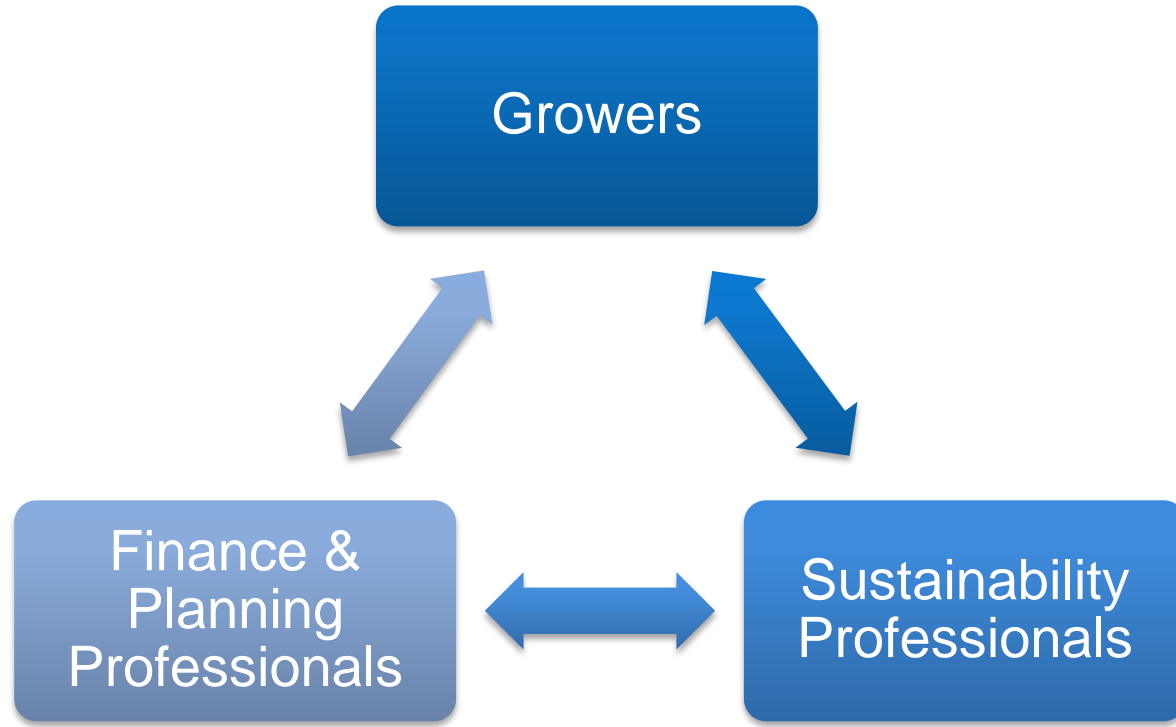 Growers
Finance &
Planning
Professionals
Sustainability
Professionals